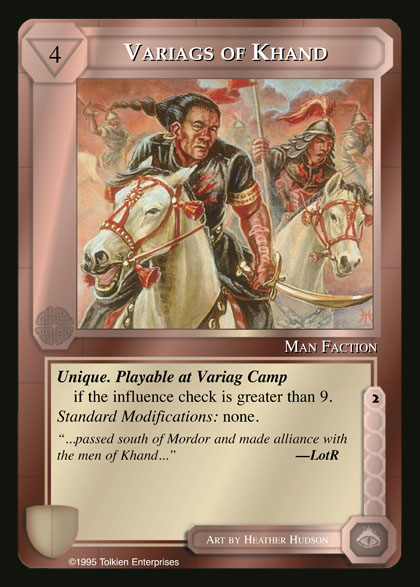 4
VARIAGS OF KHAND
MAN FACTION
Unique. Playable at Variag Camp
if the influence check is greater than 9.
Standard Modifications: none.
2
“...passed south of Mordor and made alliance with
the men of Khand...” —LotR
ART BY HEATHER HUDSON
©1995 Tolkien Enterprises